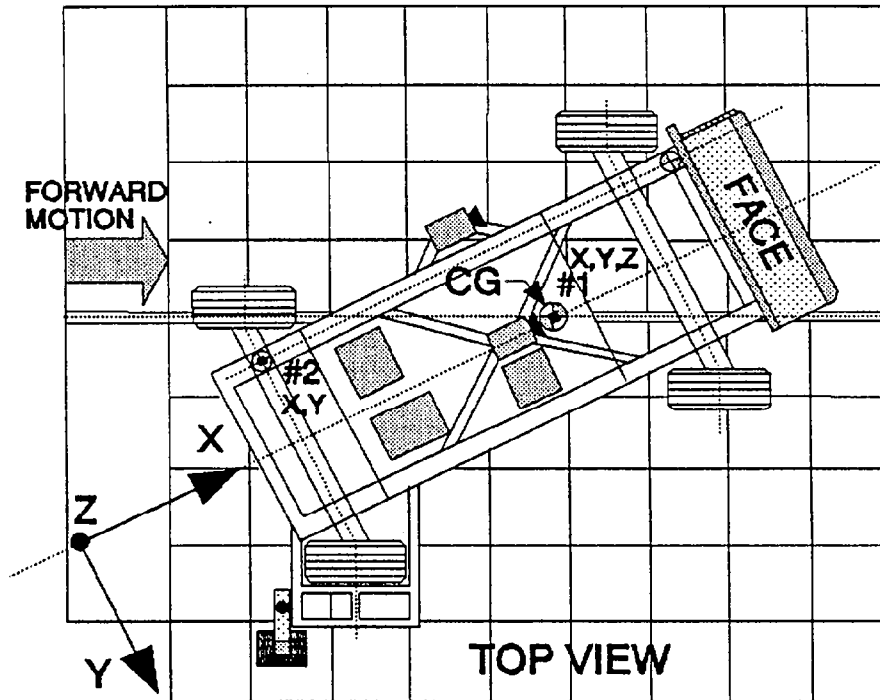 FORWARD
MOTION
FACE
X,Y,Z
CG
#1
#2
X,Y
X
Z
Y
TOP VIEW